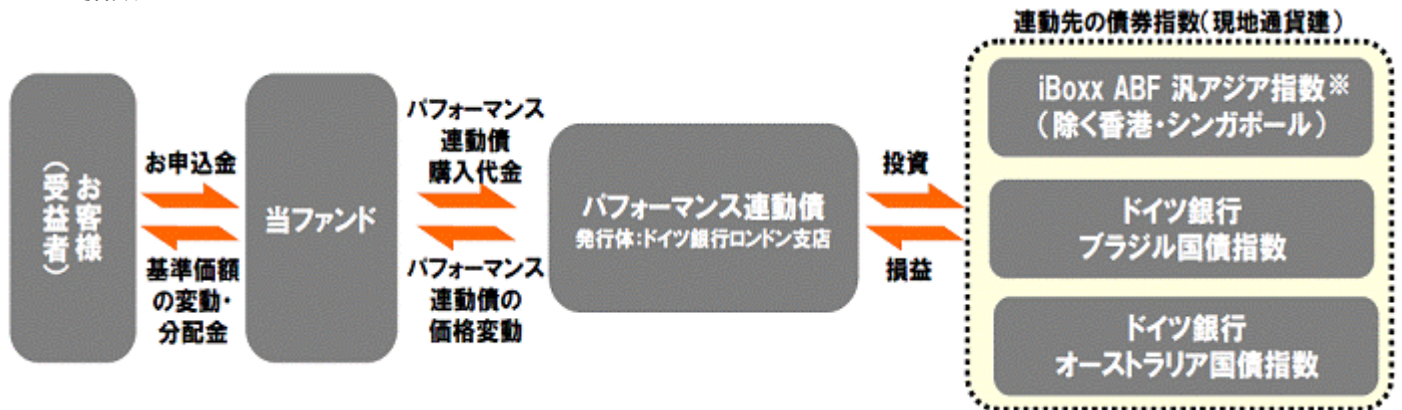 連動先の債券指数(現地通貨建)
お客様
(受益者)
お申込金
基準価額
の変動・
分配金
当ファンド
パフォーマンス
連動債
購入代金
パフォーマンス
連動債の
価格変動
パフォーマンス連動債
発行体:ドイツ銀行ロンドン支店
投資
損益
iBoxx ABF 汎アジア指数※
(除く香港・シンガポール)
ドイツ銀行
ブラジル国債指数
ドイツ銀行
オーストラリア国債指数